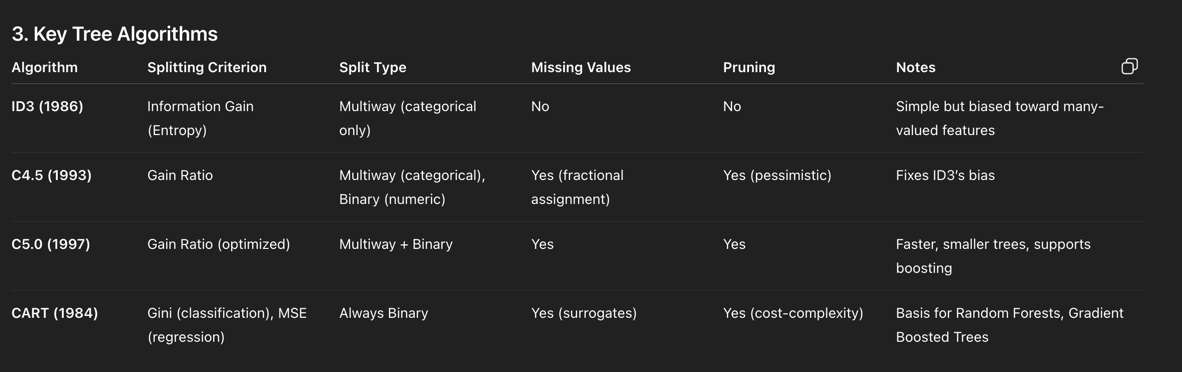 3. Key Tree Algorithms
Algorithm Splitting Criterion Split Type Missing Values Pruning Notes
ID3 (1986) Information Gain (Entropy) Multiway (categorical only) No No Simple but biased toward many-valued features
C4.5 (1993) Gain Ratio Multiway (categorical), Binary (numeric) Yes (fractional assignment) Yes (pessimistic) Fixes ID3's bias
C5.0 (1997) Gain Ratio (optimized) Multiway + Binary Yes Yes Faster, smaller trees, supports boosting
CART (1984) Gini (classification), MSE (regression) Always Binary Yes (surrogates) Yes (cost-complexity) Basis for Random Forests, Gradient Boosted Trees